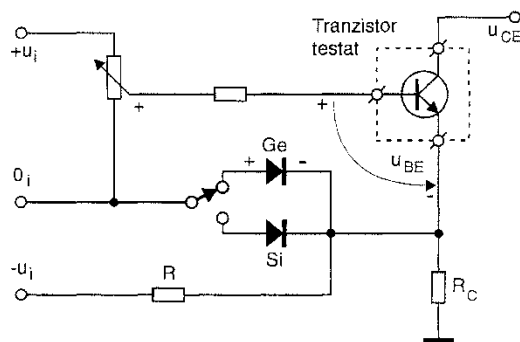 Tranzistor
testat
u_CE
+u_i
+
+
Ge
u_BE
0_i
+
-
-
Si
-u_i
R
R_C